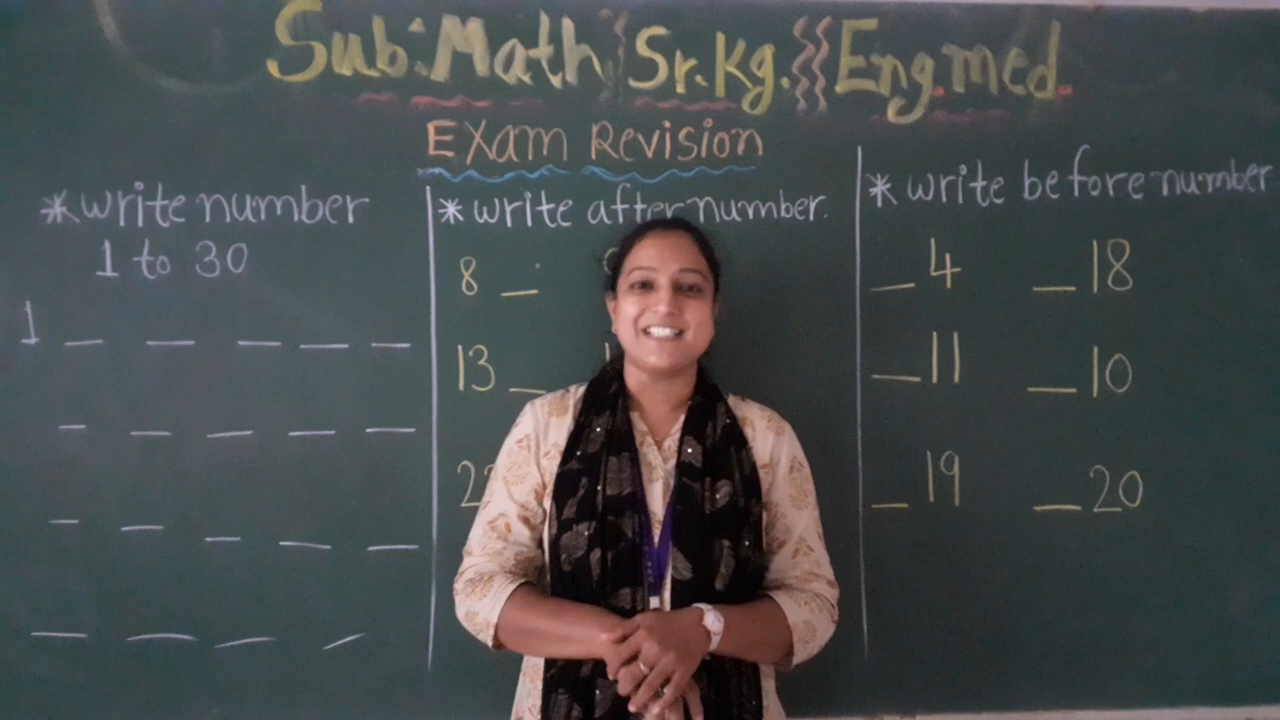 Sub:Math Sr.Kg. Eng.med.
Exam Revision
* write number
1 to 30
1 _ _ _ _ _
_ _ _ _ _
_ _ _ _ _
_ _ _ _
* write after number.
8 _
13 _
* write before number
_ 4 _ 18
_ 11 _ 10
_ 19 _ 20